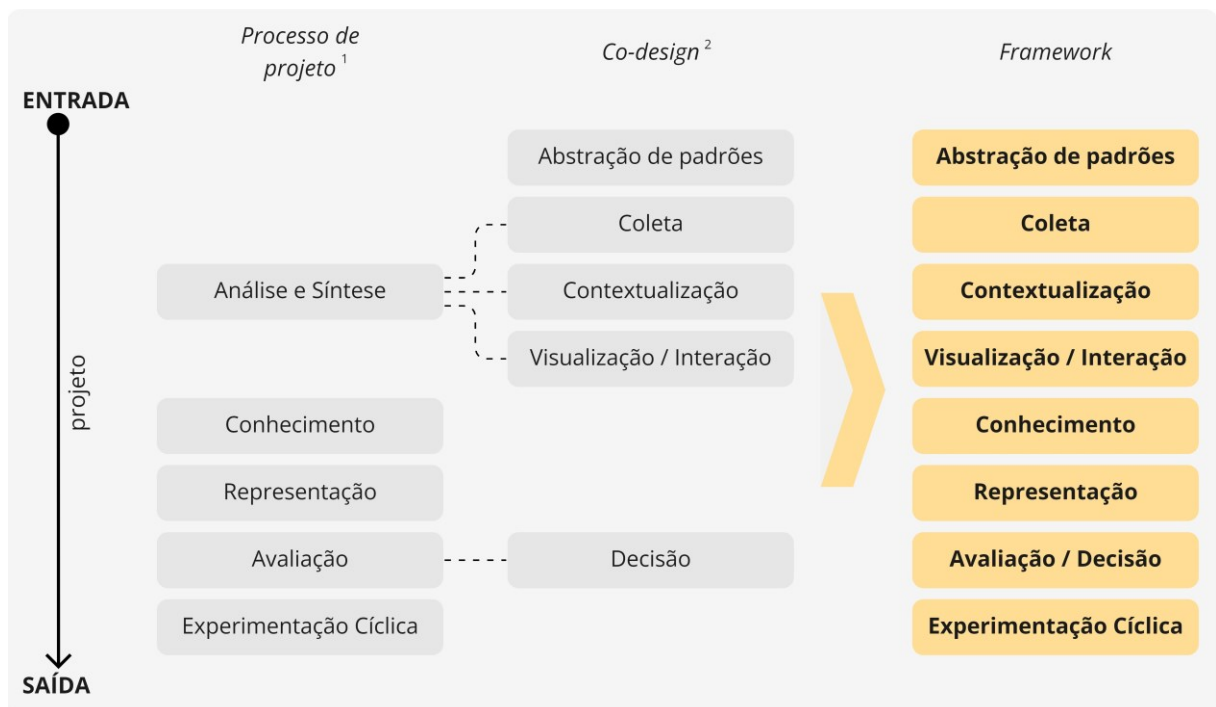 Processo de
projeto 1
Co-design 2
Framework
ENTRADA
Abstração de padrões
Abstração de padrões
Coleta
Coleta
Análise e Síntese
Contextualização
Contextualização
Visualização / Interação
Visualização / Interação
projeto
Conhecimento
Conhecimento
Representação
Representação
Avaliação
Decisão
Avaliação / Decisão
Experimentação Cíclica
Experimentação Cíclica
SAÍDA